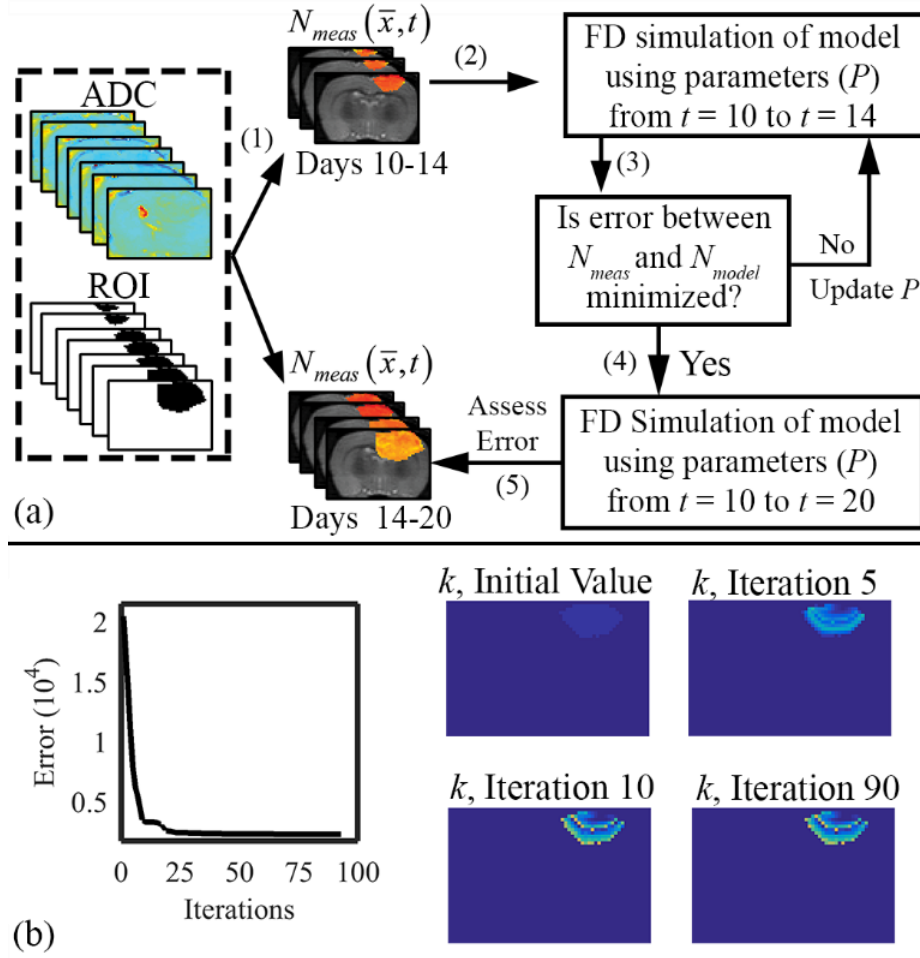 (a)
ADC
ROI
(1)
N_meas (x̅,t)
Days 10-14
(2)
FD simulation of model
using parameters (P)
from t = 10 to t = 14
(3)
Is error between
N_meas and N_model
minimized?
No
Update P
(4)
Yes
FD Simulation of model
using parameters (P)
from t = 10 to t = 20
Assess
Error
(5)
N_meas (x̅,t)
Days 14-20
(b)
Error (10^4)
2
1.5
1
0.5
0
25
50
75
100
Iterations
k, Initial Value
k, Iteration 5
k, Iteration 10
k, Iteration 90